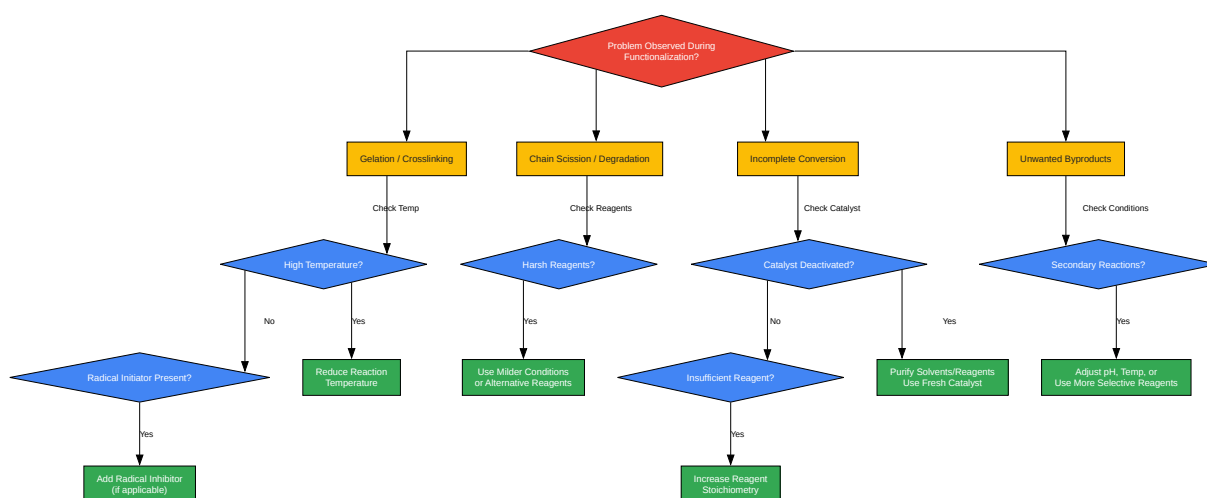 Problem Observed During
Functionalization?
Gelation / Crosslinking
Chain Scission / Degradation
Incomplete Conversion
Unwanted Byproducts
Check Temp
Check Reagents
Check Catalyst
Check Conditions
High Temperature?
Harsh Reagents?
Catalyst Deactivated?
Secondary Reactions?
No
Yes
Yes
No
Yes
Yes
Radical Initiator Present?
Reduce Reaction
Temperature
Use Milder Conditions
or Alternative Reagents
Insufficient Reagent?
Purify Solvents/Reagents
Use Fresh Catalyst
Adjust pH, Temp, or
Use More Selective Reagents
Yes
Yes
Add Radical Inhibitor
(if applicable)
Increase Reagent
Stoichiometry